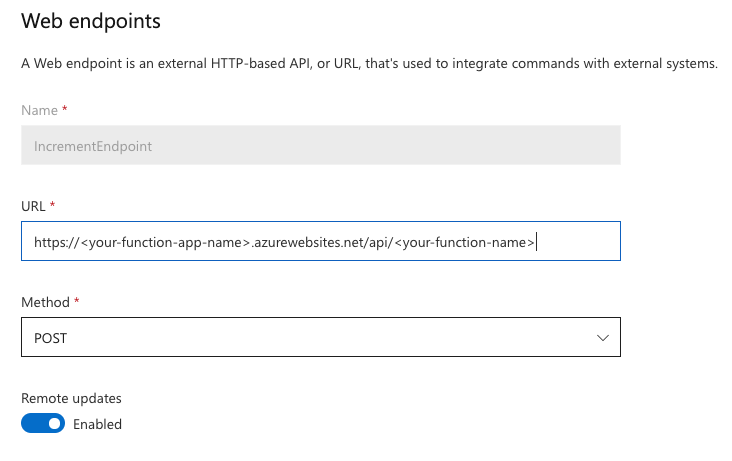 Web endpoints
A Web endpoint is an external HTTP-based API, or URL, that's used to integrate commands with external systems.
Name *
IncrementEndpoint
URL *
https://<your-function-app-name>.azurewebsites.net/api/<your-function-name>
Method *
POST
Remote updates
Enabled